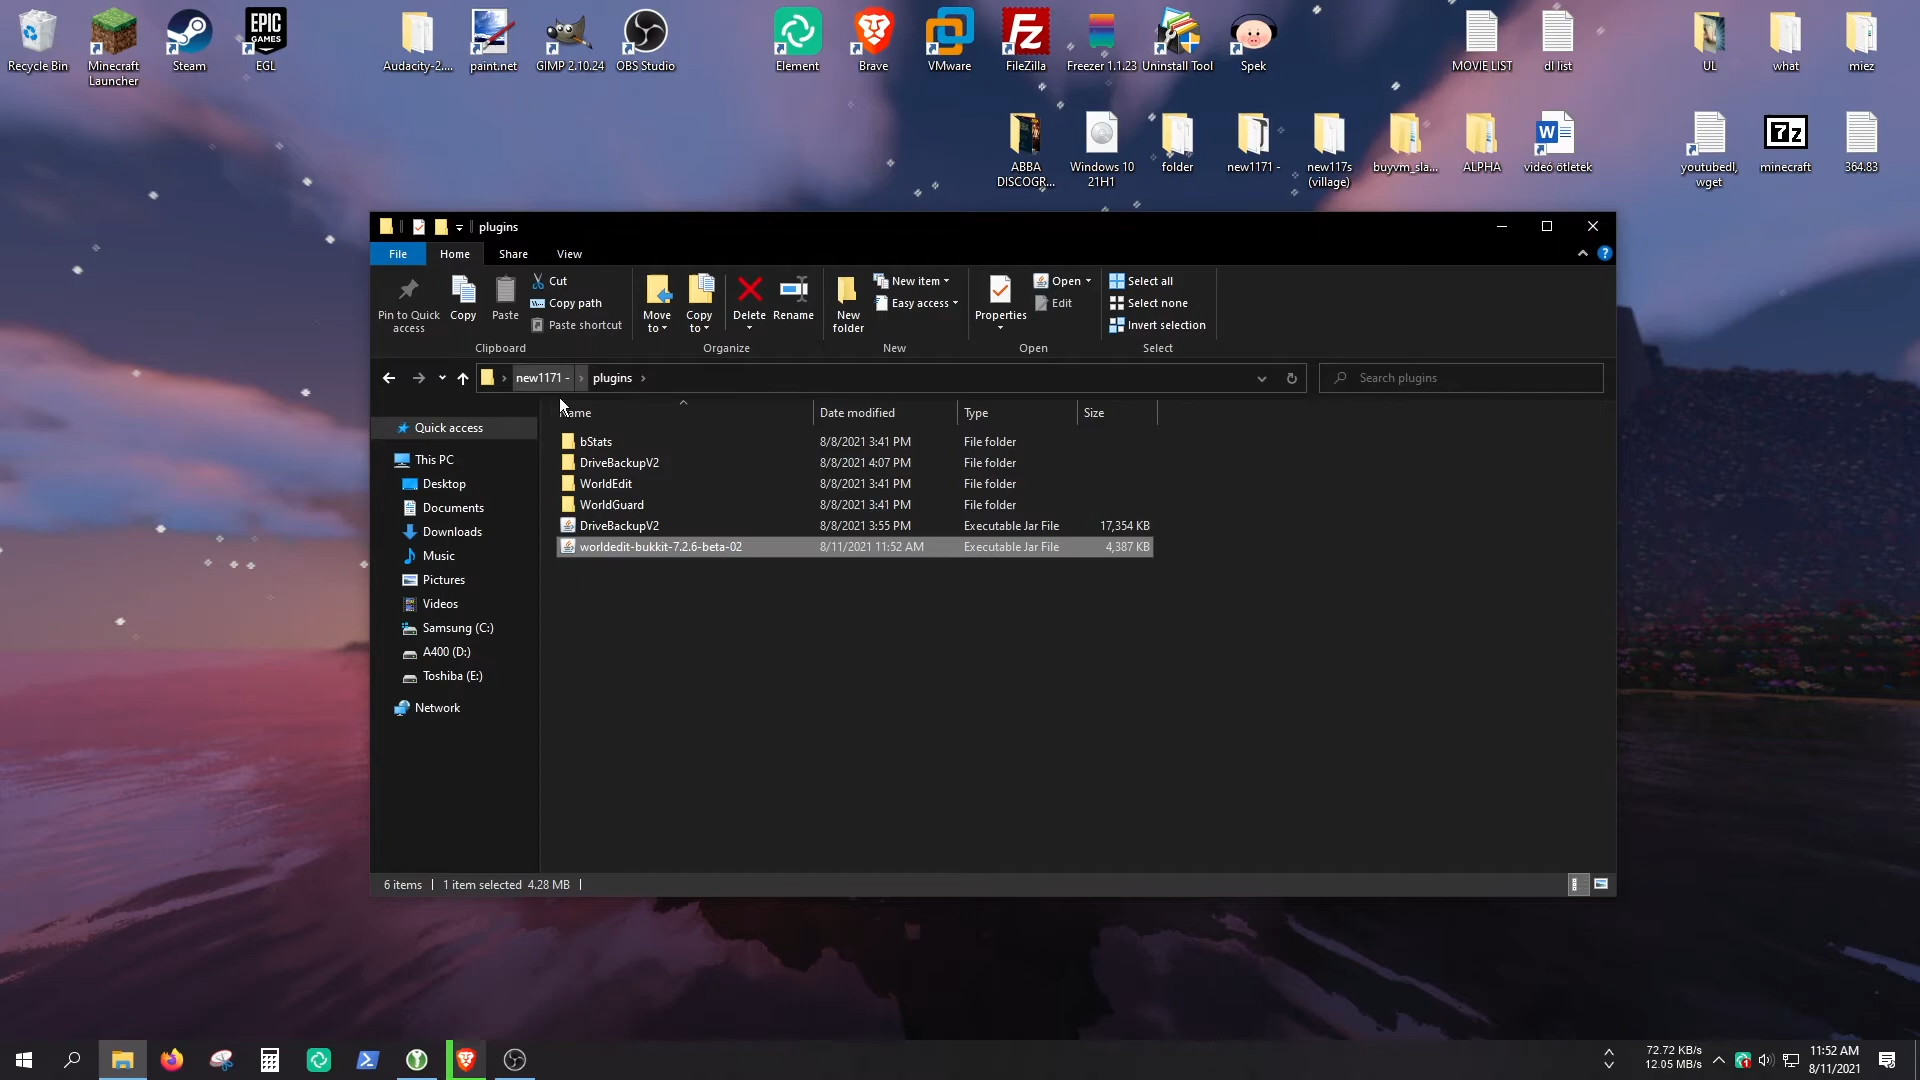 Recycle Bin
Minecraft
Launcher
Steam
EPIC
GAMES
EGL
Audacity-2....
paint.net
GIMP 2.10.24
OBS Studio
Element
Brave
VMware
FileZilla
Freezer 1.1.23
Uninstall Tool
Spek
MOVIE LIST
dl list
UL
what
miez
ABBA
DISCOGR...
Windows 10
21H1
folder
new1171 -
new117s
(village)
buyvm_sla...
ALPHA
videó ötletek
youtubedl,
wget
7z
minecraft
364.83
plugins
File
Home
Share
View
Pin to Quick
access
Copy
Paste
Cut
Copy path
Paste shortcut
Clipboard
Move
to
Copy
to
Delete
Rename
Organize
New
folder
New item
Easy access
New
Properties
Open
Edit
Open
Select all
Select none
Invert selection
Select
new1171 -
plugins
Search plugins
Name
Date modified
Type
Size
bStats 8/8/2021 3:41 PM File folder
DriveBackupV2 8/8/2021 4:07 PM File folder
WorldEdit 8/8/2021 3:41 PM File folder
WorldGuard 8/8/2021 3:41 PM File folder
DriveBackupV2 8/8/2021 3:55 PM Executable Jar File 17,354 KB
worldedit-bukkit-7.2.6-beta-02 8/11/2021 11:52 AM Executable Jar File 4,387 KB
Quick access
This PC
Desktop
Documents
Downloads
Music
Pictures
Videos
Samsung (C:)
A400 (D:)
Toshiba (E:)
Network
6 items
1 item selected 4.28 MB
72.72 KB/s
12.05 MB/s
11:52 AM
8/11/2021